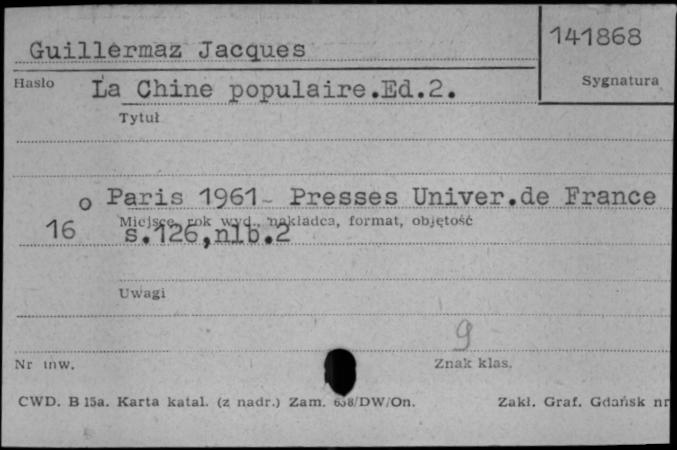 Guillermaz Jacques
141868
Hasło
La Chine populaire.Ed.2.
Sygnatura
Tytuł
o Paris 1961- Presses Univer.de France
16
Miejsce, rok wyd., nakładca, format, objętość
s.126,nlb.2
Uwagi
9
Nr inw.
Znak klas.
CWD. B 15a. Karta katal. (z nadr.) Zam. /DW/On.
Zakł. Graf. Gdańsk nr